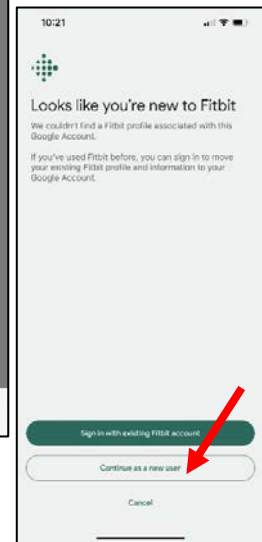 10:21
Looks like you're new to Fitbit
We couldn't find a Fitbit profile associated with this
Google Account.
If you've used Fitbit before, you can sign in to move
your existing Fitbit profile and information to your
Google Account.
Sign in with existing Fitbit account
Continue as a new user
Cancel